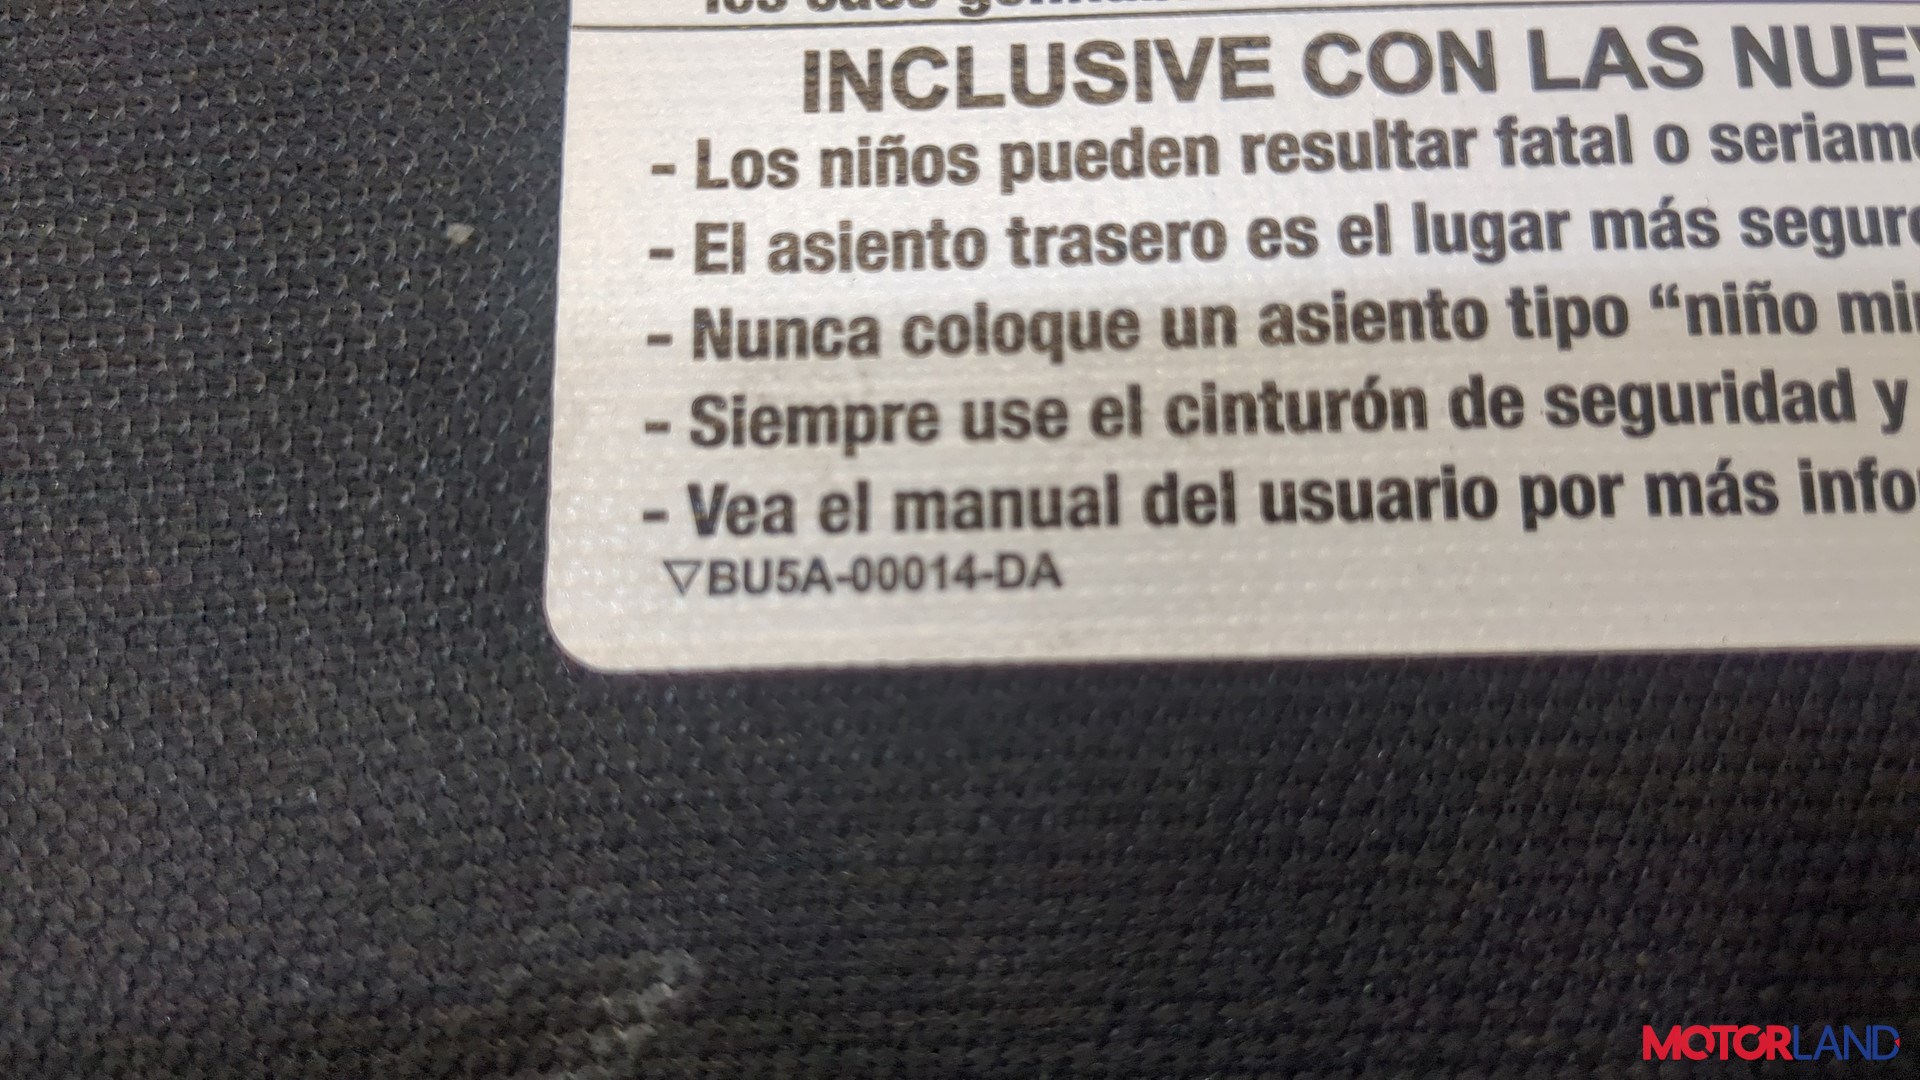 INCLUSIVE CON LAS
- Los niños pueden resultar fatal o
- El asiento trasero es el lugar más
- Nunca coloque un asiento tipo “niño
- Siempre use el cinturón de seguridad y
- Vea el manual del usuario por más
▽BU5A-00014-DA
MOTORLAND